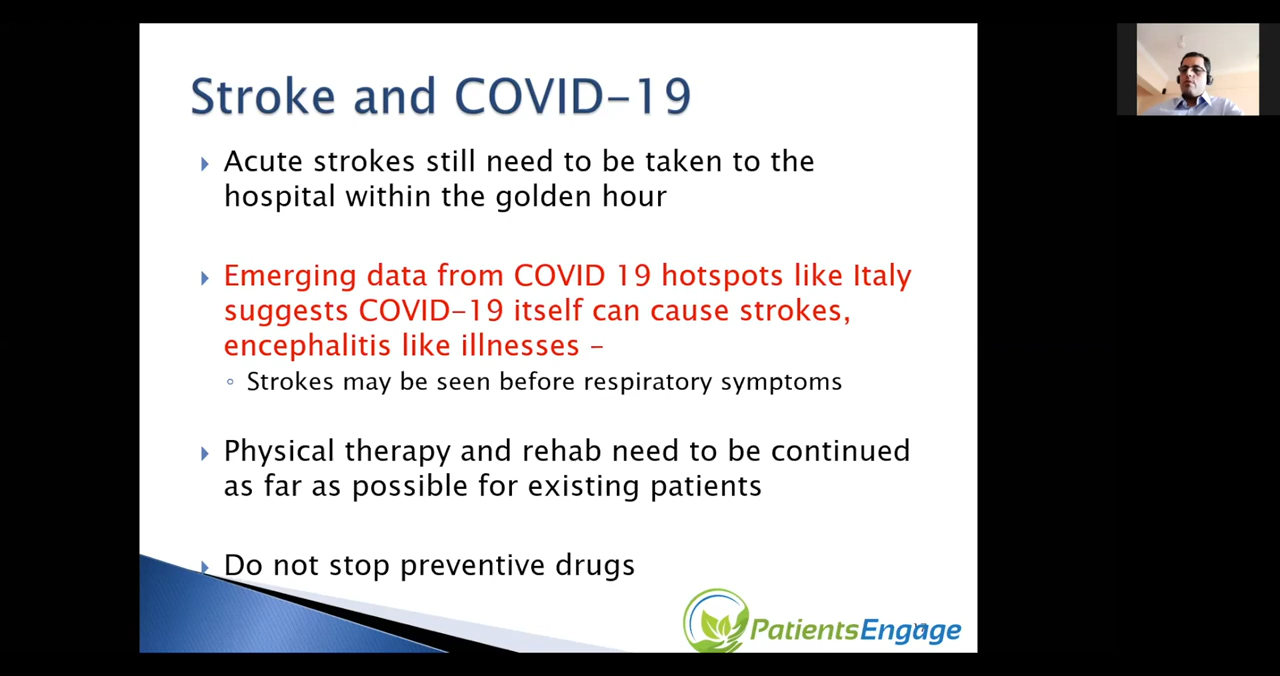 Stroke and COVID-19
Acute strokes still need to be taken to the
hospital within the golden hour
Emerging data from COVID 19 hotspots like Italy
suggests COVID-19 itself can cause strokes,
encephalitis like illnesses –
Strokes may be seen before respiratory symptoms
Physical therapy and rehab need to be continued
as far as possible for existing patients
Do not stop preventive drugs
PatientsEngage